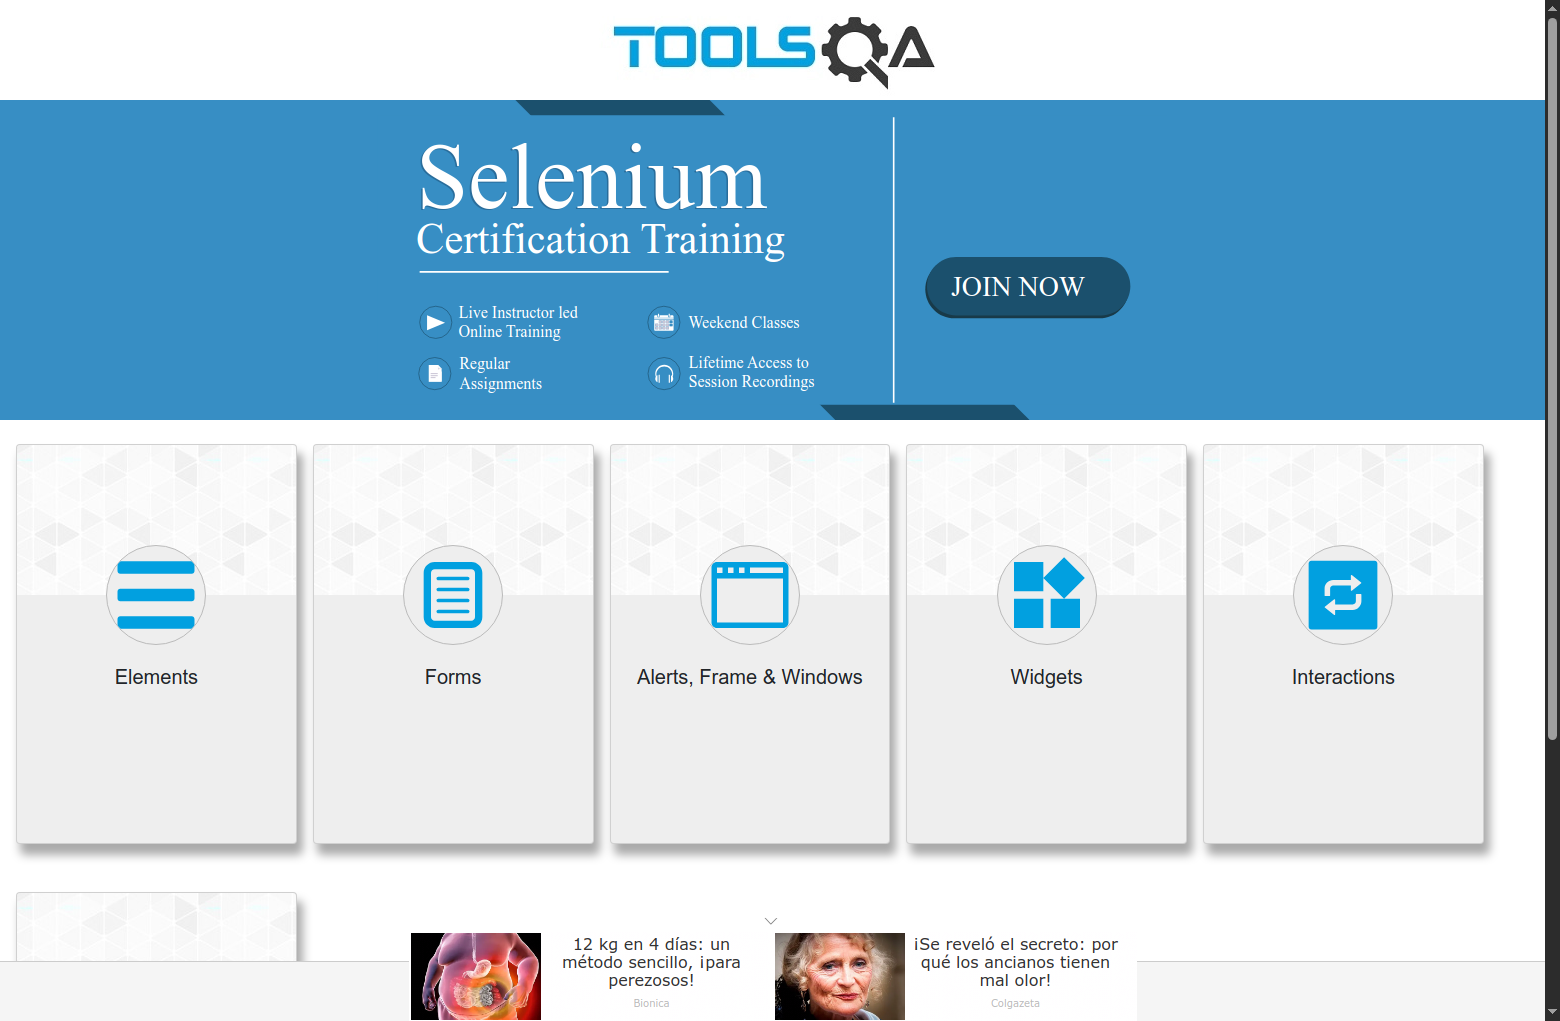 TOOLSQA
Selenium
Certification Training
Live Instructor led
Online Training
Weekend Classes
Regular
Assignments
Lifetime Access to
Session Recordings
JOIN NOW
Elements
Forms
Alerts, Frame & Windows
Widgets
Interactions
12 kg en 4 días: un
método sencillo, ¡para
perezosos!
Bionica
¡Se reveló el secreto: por
qué los ancianos tienen
mal olor!
Colgazeta